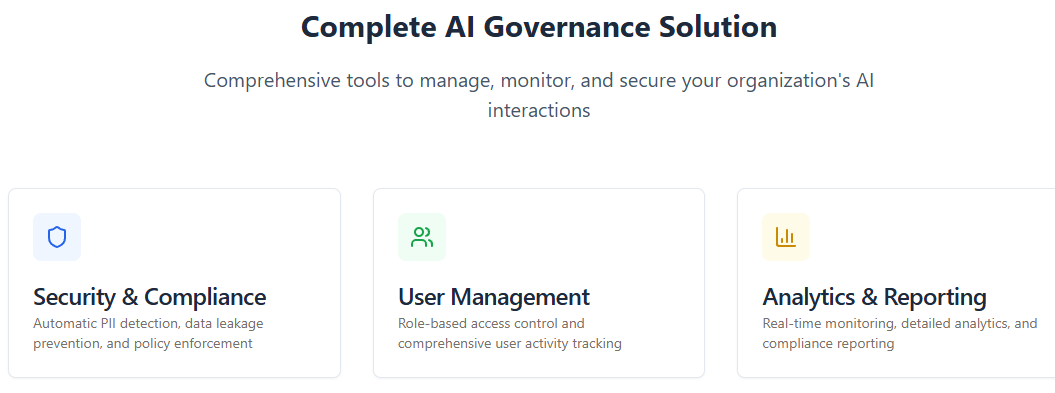 Complete AI Governance Solution
Comprehensive tools to manage, monitor, and secure your organization's AI
interactions
Security & Compliance
Automatic PII detection, data leakage
prevention, and policy enforcement
User Management
Role-based access control and
comprehensive user activity tracking
Analytics & Reporting
Real-time monitoring, detailed analytics, and
compliance reporting